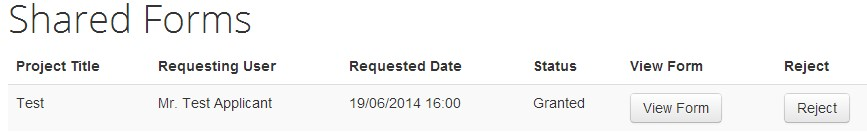 Shared Forms
Project Title Requesting User Requested Date Status View Form Reject
Test Mr. Test Applicant 19/06/2014 16:00 Granted View Form Reject